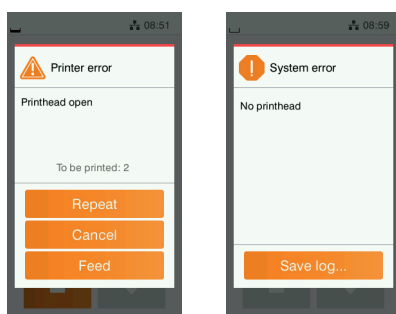 08:51
Printer error
Printhead open
To be printed: 2
Repeat
Cancel
Feed
08:59
System error
No printhead
Save log...